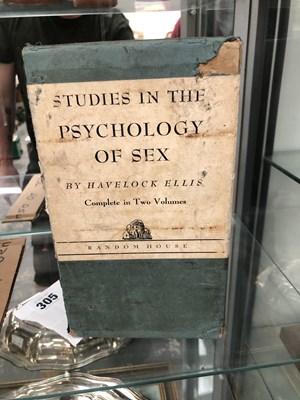 STUDIES IN THE
PSYCHOLOGY
OF SEX
BY HAVELOCK ELLIS
Complete in Two Volumes
RANDOM HOUSE
305